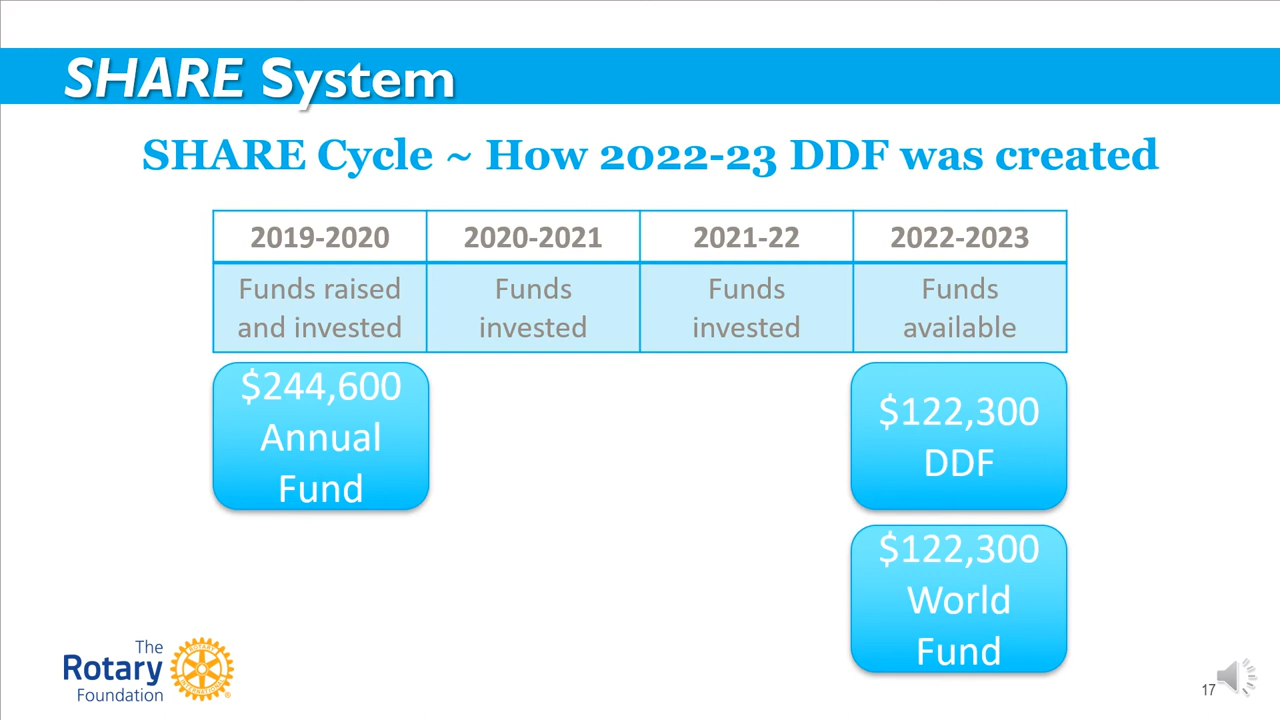 SHARE System
SHARE Cycle ~ How 2022-23 DDF was created
2019-2020 2020-2021 2021-22 2022-2023
Funds raised and invested
Funds invested
Funds invested
Funds available
$244,600
Annual
Fund
$122,300
DDF
$122,300
World
Fund
The
Rotary
Foundation
ROTARY
INTERNATIONAL
®
17